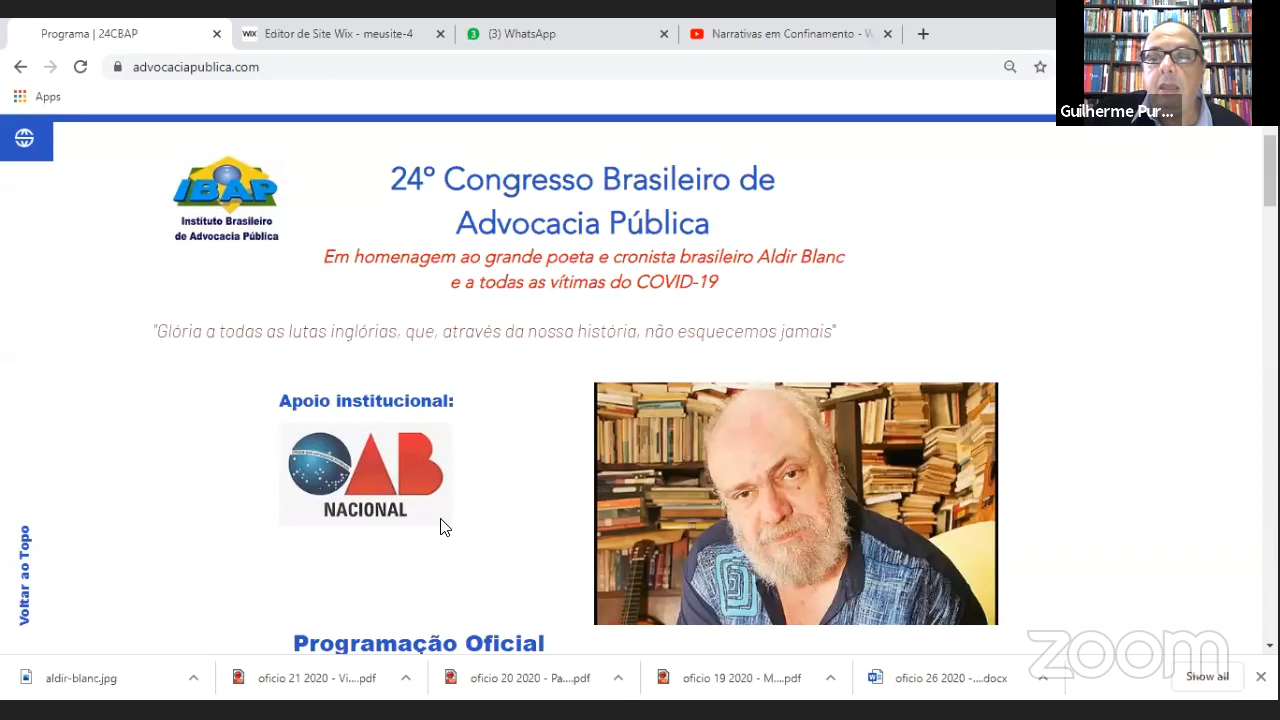 Programa | 24CBAP
Editor de Site Wix - meusite-4
(3) WhatsApp
Narrativas em Confinamento - 
advocaciapublica.com
Apps
Guilherme Pur...
IBAP
Instituto Brasileiro
de Advocacia Pública
24º Congresso Brasileiro de
Advocacia Pública
Em homenagem ao grande poeta e cronista brasileiro Aldir Blanc
e a todas as vítimas do COVID-19
"Glória a todas as lutas inglórias, que, através da nossa história, não esquecemos jamais"
Apoio institucional:
OAB
NACIONAL
Voltar ao Topo
Programação Oficial
zoom
aldir-blanc.jpg
oficio 21 2020 - Vi....pdf
oficio 20 2020 - Pa....pdf
oficio 19 2020 - M....pdf
oficio 26 2020 -....docx
Show all